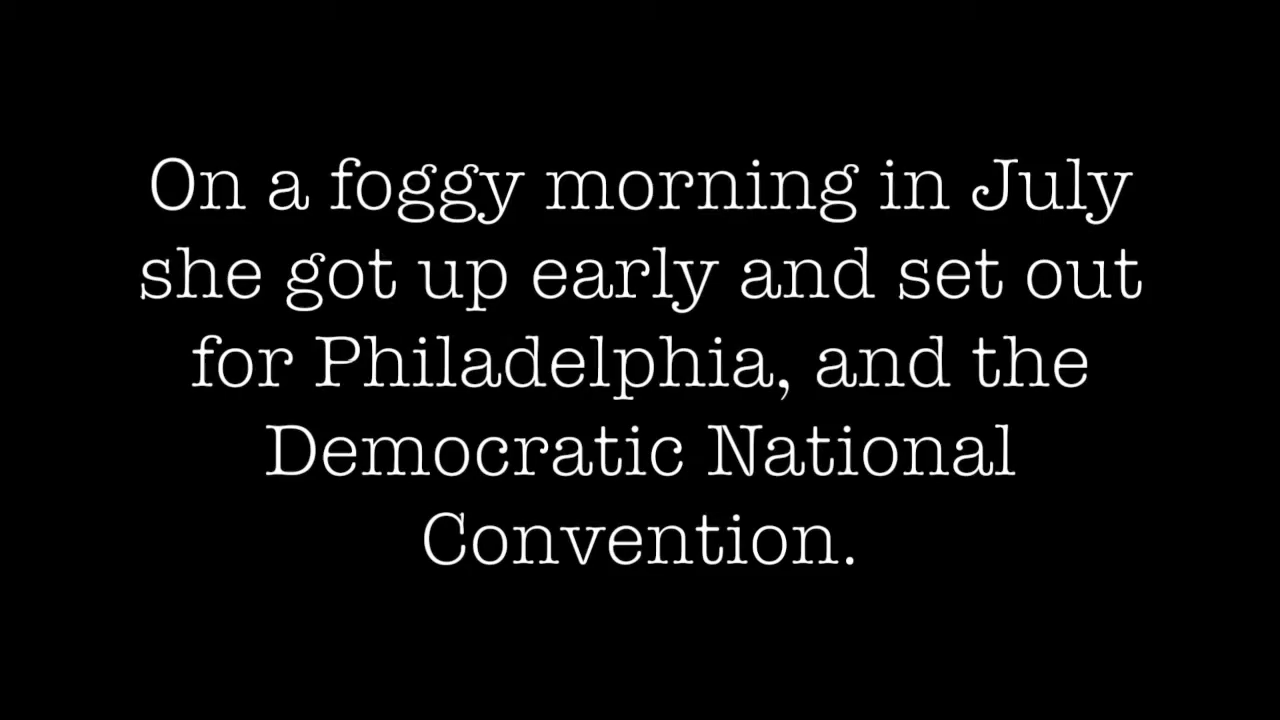 On a foggy morning in July
she got up early and set out
for Philadelphia, and the
Democratic National
Convention.